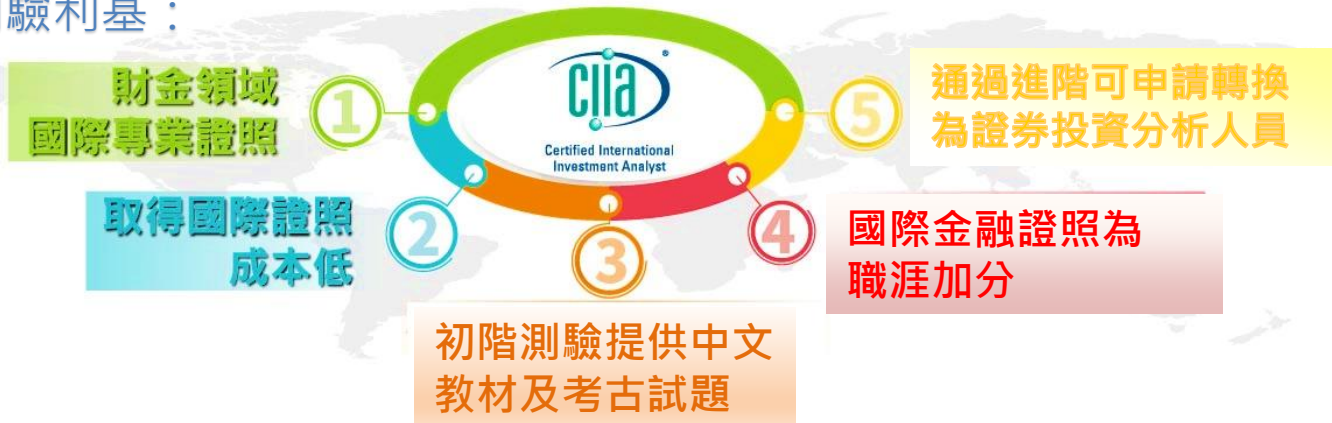 驗利基：
財金領域
國際專業證照
1
取得國際證照
成本低
2
ciia®
Certified International
Investment Analyst
3
初階測驗提供中文
教材及考古試題
4
國際金融證照為
職涯加分
5
通過進階可申請轉換
為證券投資分析人員